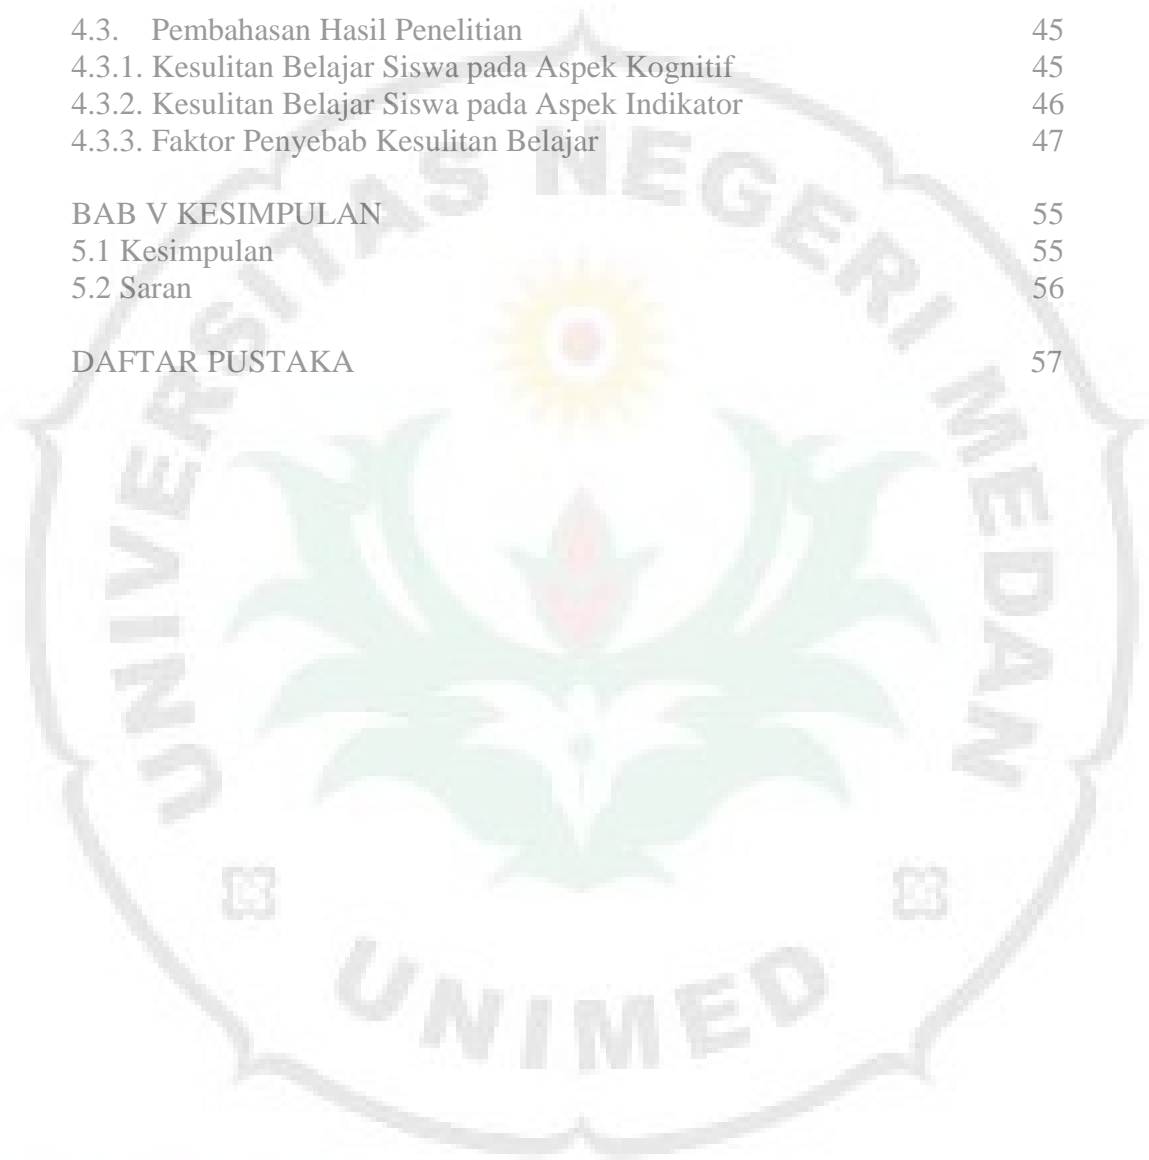 4.3. Pembahasan Hasil Penelitian 45
4.3.1. Kesulitan Belajar Siswa pada Aspek Kognitif 45
4.3.2. Kesulitan Belajar Siswa pada Aspek Indikator 46
4.3.3. Faktor Penyebab Kesulitan Belajar 47
BAB V KESIMPULAN 55
5.1 Kesimpulan 55
5.2 Saran 56
DAFTAR PUSTAKA 57
UNIVERSITAS NEGERI MEDAN
UNIMED